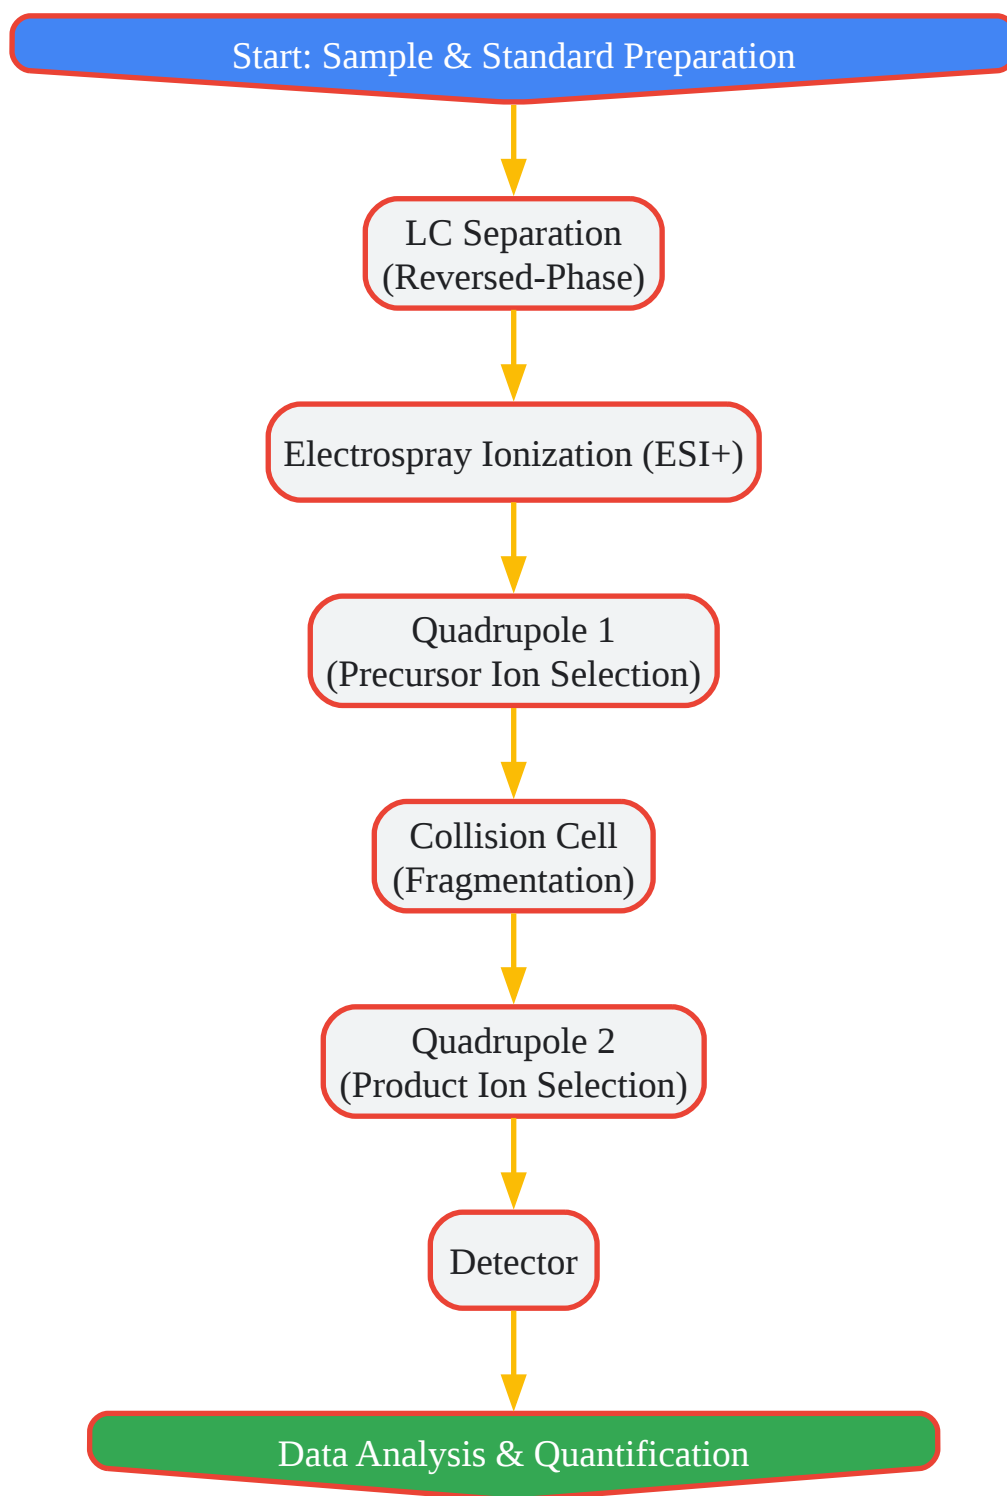 Start: Sample & Standard Preparation
LC Separation
(Reversed-Phase)
Electrospray Ionization (ESI+)
Quadrupole 1
(Precursor Ion Selection)
Collision Cell
(Fragmentation)
Quadrupole 2
(Product Ion Selection)
Detector
Data Analysis & Quantification